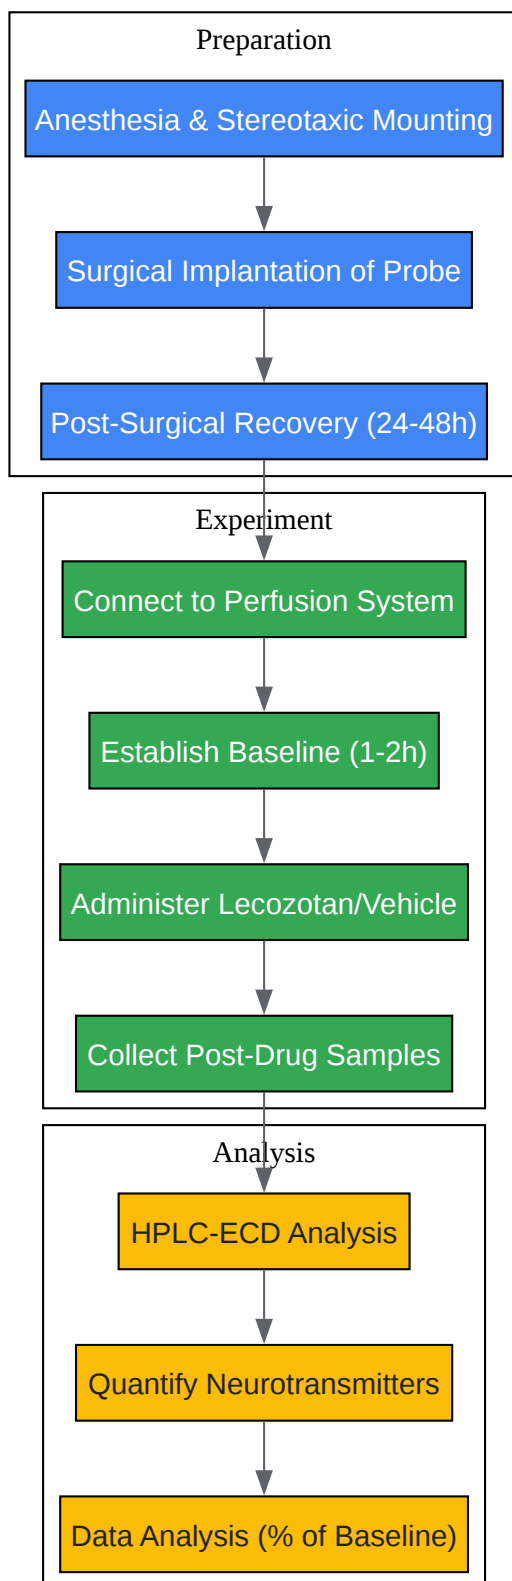 Preparation
Anesthesia & Stereotaxic Mounting
Surgical Implantation of Probe
Post-Surgical Recovery (24-48h)
Experiment
Connect to Perfusion System
Establish Baseline (1-2h)
Administer Lecozotan/Vehicle
Collect Post-Drug Samples
Analysis
HPLC-ECD Analysis
Quantify Neurotransmitters
Data Analysis (% of Baseline)